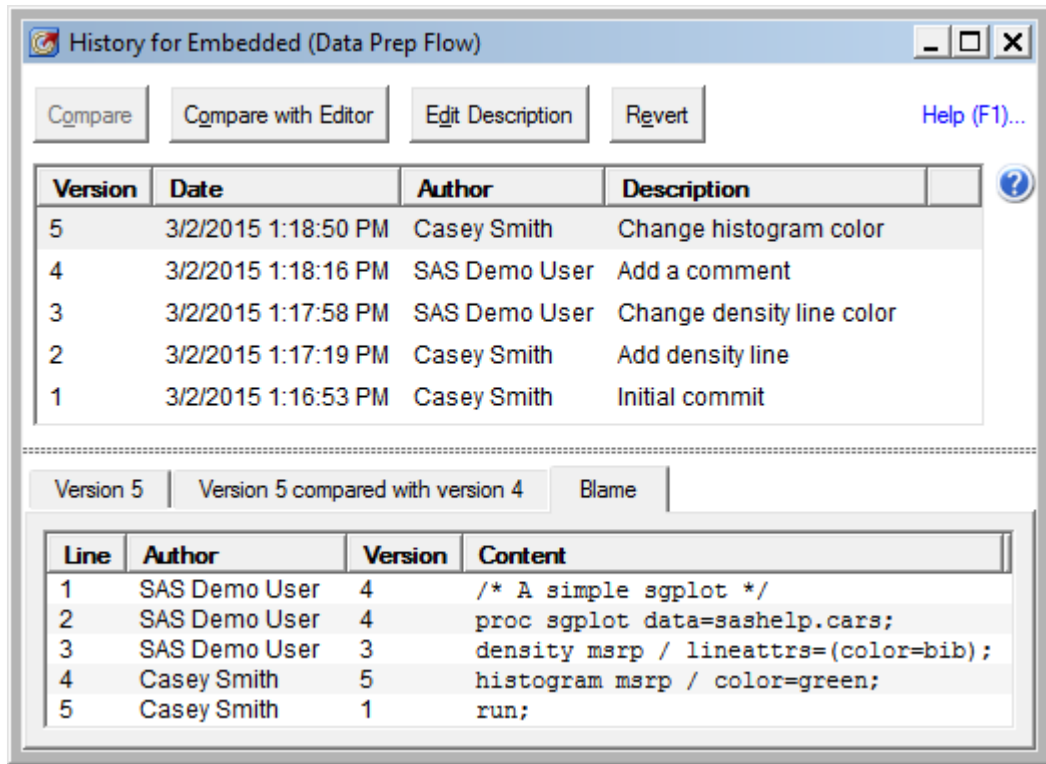 History for Embedded (Data Prep Flow)
Compare Compare with Editor Edit Description Revert Help (F1)...
Version Date Author Description
5 3/2/2015 1:18:50 PM Casey Smith Change histogram color
4 3/2/2015 1:18:16 PM SAS Demo User Add a comment
3 3/2/2015 1:17:58 PM SAS Demo User Change density line color
2 3/2/2015 1:17:19 PM Casey Smith Add density line
1 3/2/2015 1:16:53 PM Casey Smith Initial commit
Version 5 Version 5 compared with version 4 Blame
Line Author Version Content
1 SAS Demo User 4 /* A simple sgplot */
2 SAS Demo User 4 proc sgplot data=sashelp.cars;
3 SAS Demo User 3 density msrp / lineattrs=(color=bib);
4 Casey Smith 5 histogram msrp / color=green;
5 Casey Smith 1 run;